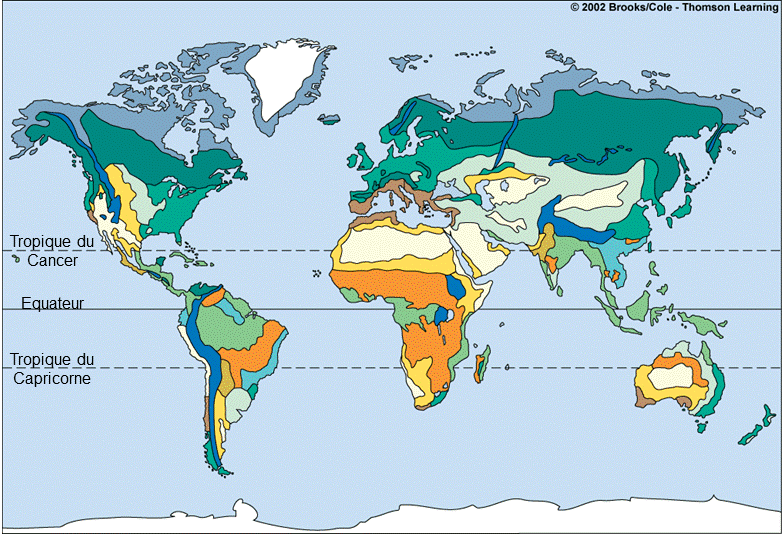 © 2002 Brooks/Cole - Thomson Learning
Tropique du
Cancer
Equateur
Tropique du
Capricorne